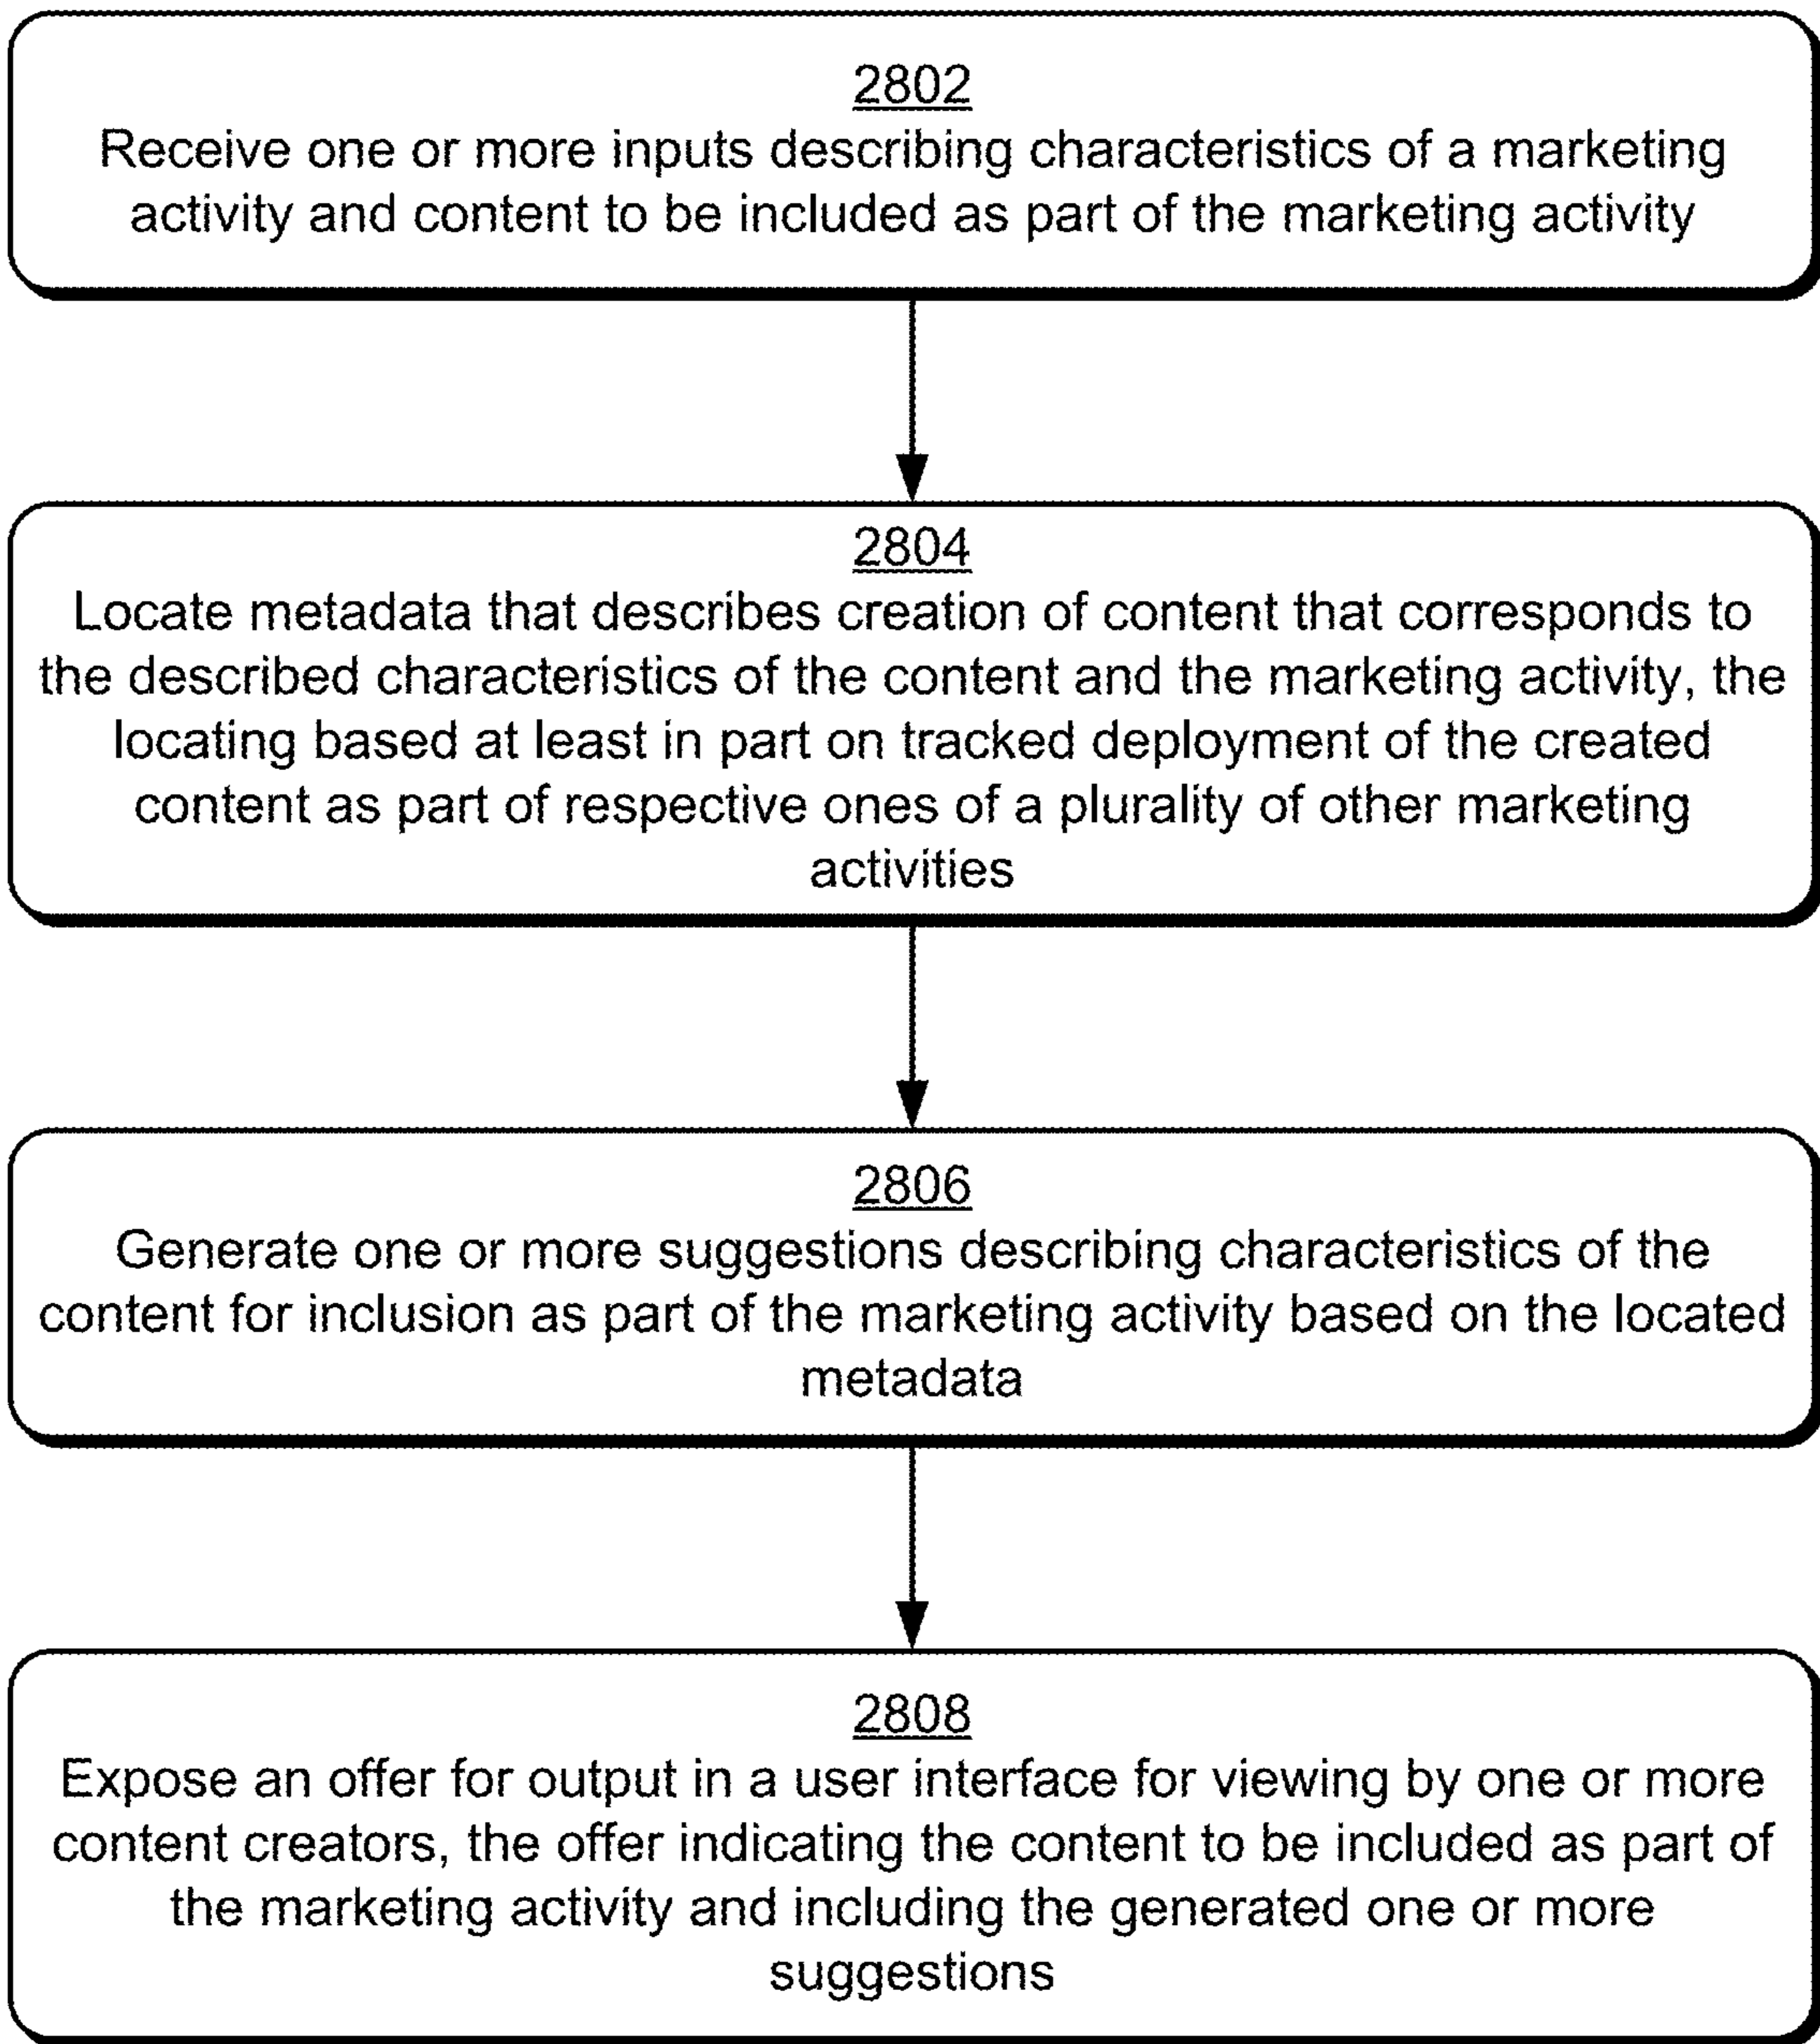 2802
Receive one or more inputs describing characteristics of a marketing
activity and content to be included as part of the marketing activity
2804
Locate metadata that describes creation of content that corresponds to
the described characteristics of the content and the marketing activity, the
locating based at least in part on tracked deployment of the created
content as part of respective ones of a plurality of other marketing
activities
2806
Generate one or more suggestions describing characteristics of the
content for inclusion as part of the marketing activity based on the located
metadata
2808
Expose an offer for output in a user interface for viewing by one or more
content creators, the offer indicating the content to be included as part of
the marketing activity and including the generated one or more
suggestions